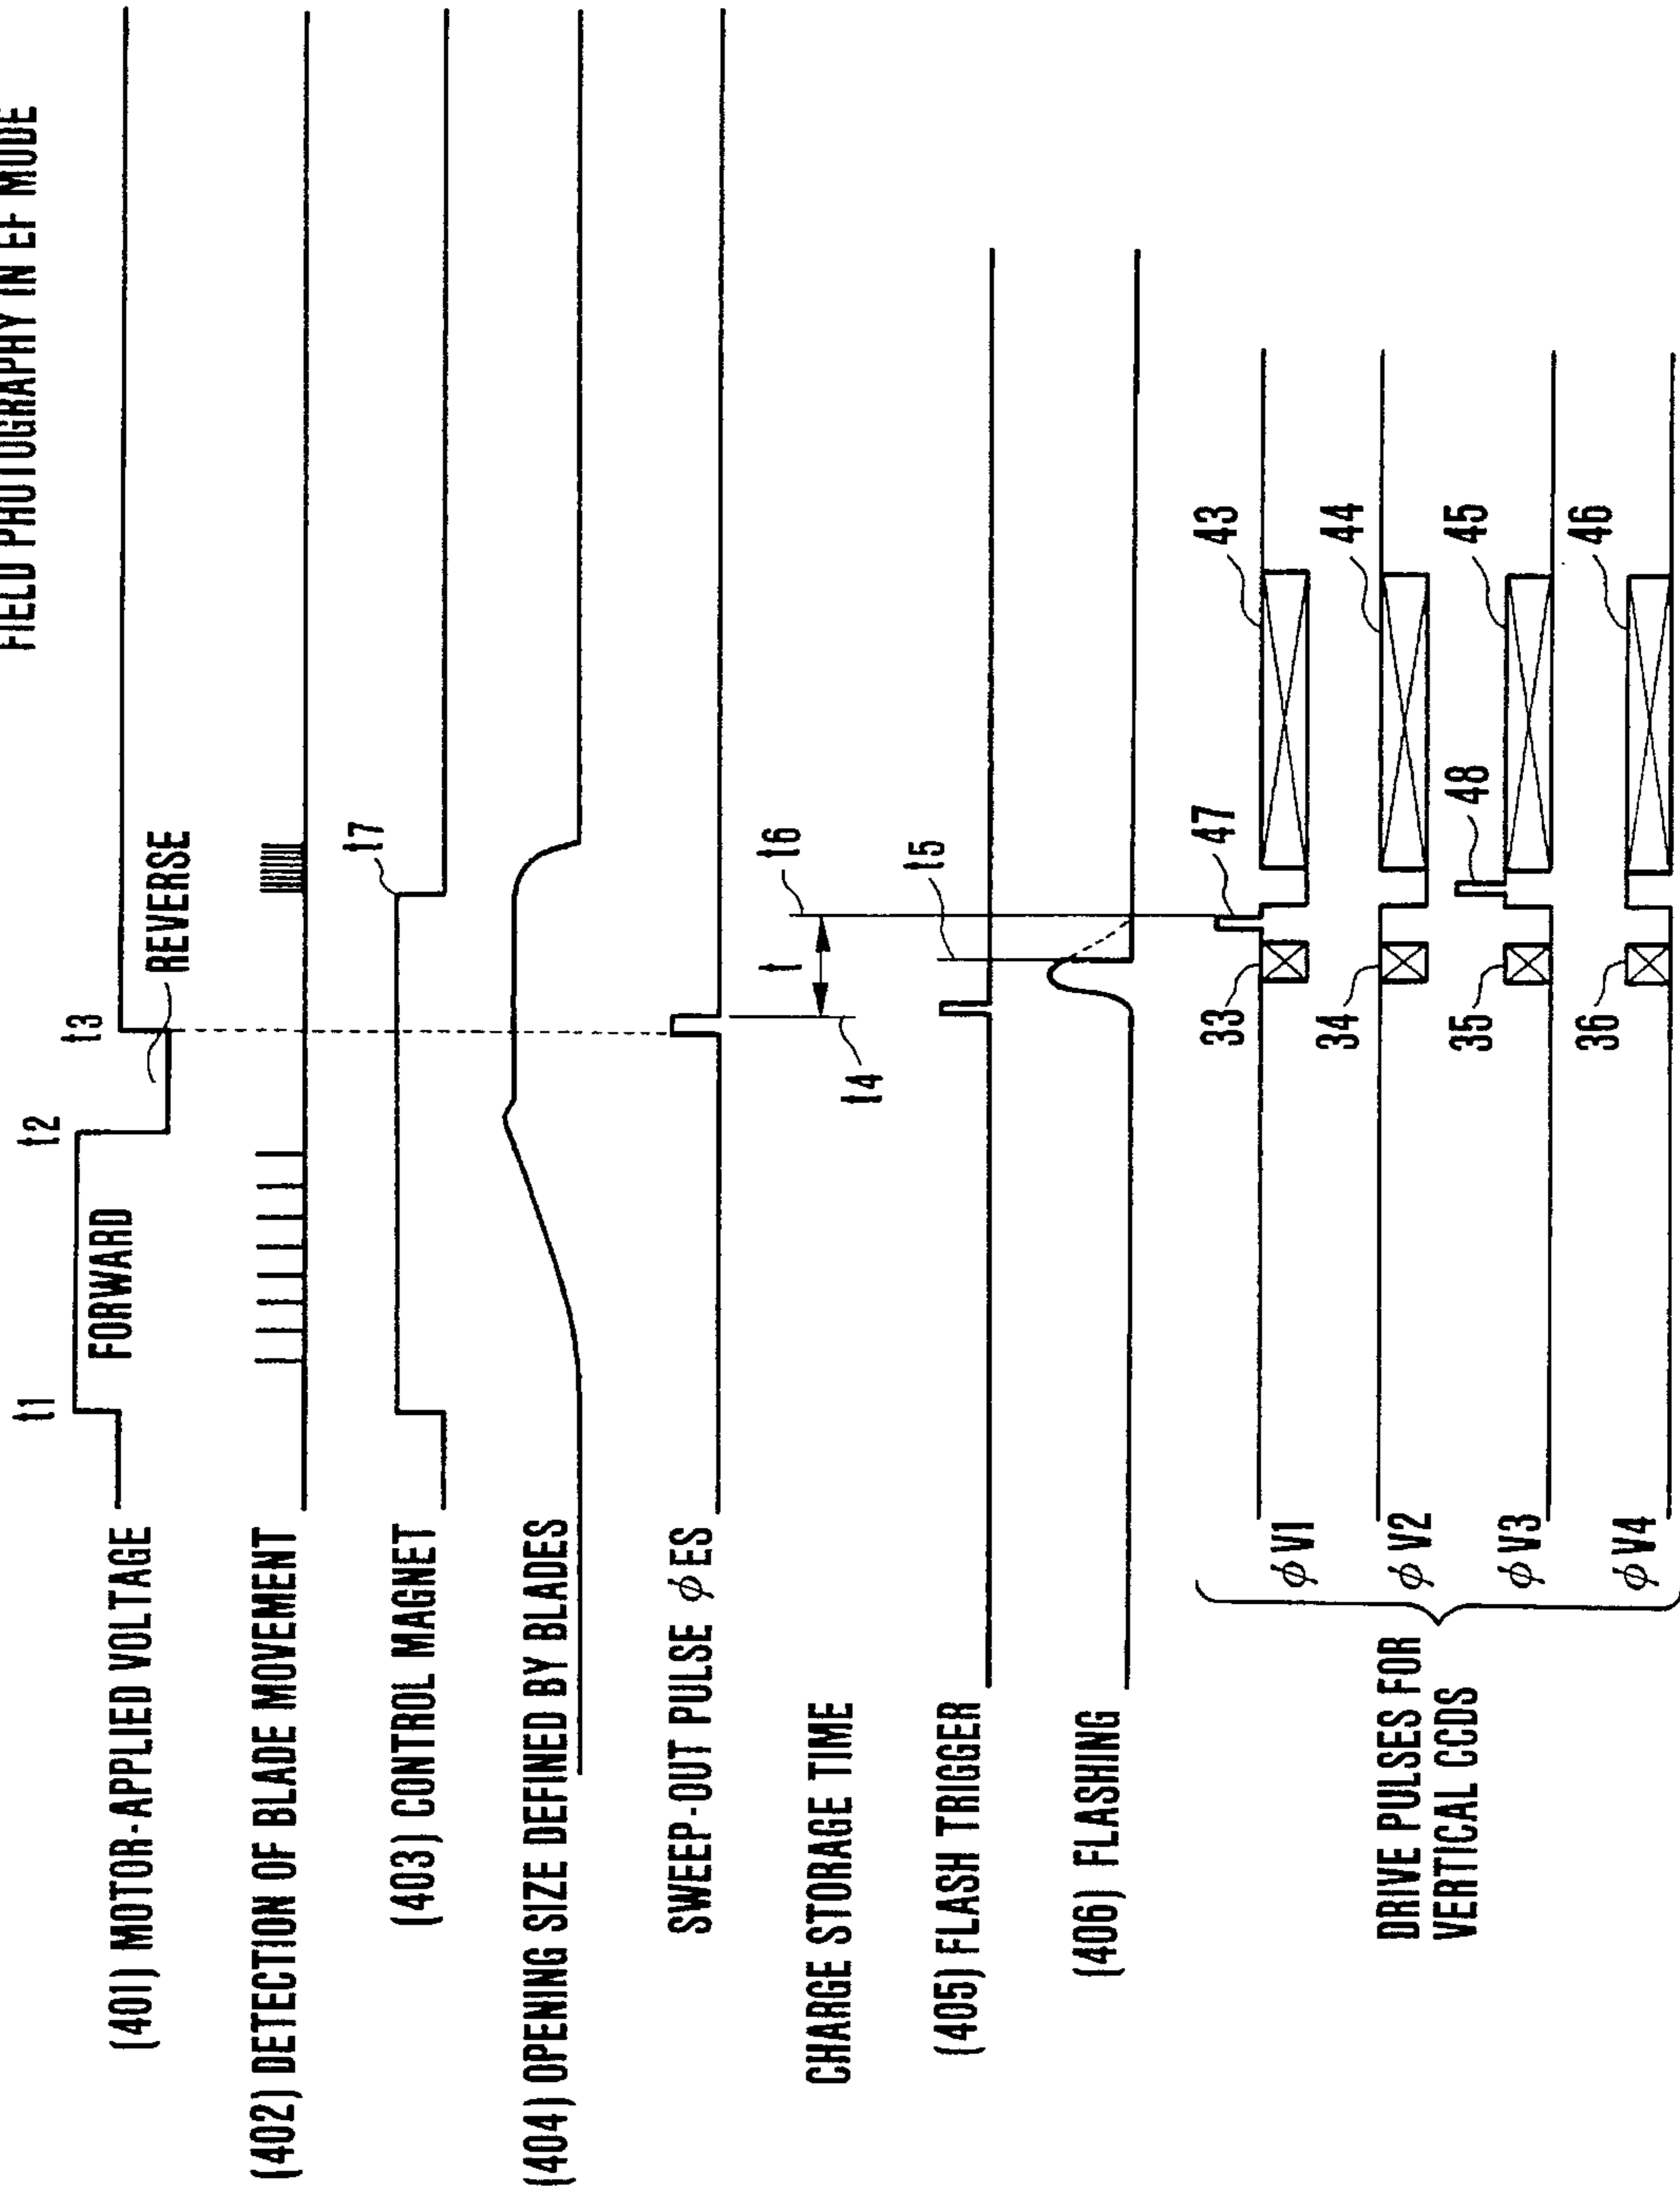 FIELD PHOTOGRAPHY IN EF MODE
t1
t2
t3
(401) MOTOR-APPLIED VOLTAGE
FORWARD
REVERSE
(402) DETECTION OF BLADE MOVEMENT
(403) CONTROL MAGNET
t7
(404) OPENING SIZE DEFINED BY BLADES
SWEEP-OUT PULSE φES
CHARGE STORAGE TIME
t4
t
t6
(405) FLASH TRIGGER
t5
(406) FLASHING
DRIVE PULSES FOR
VERTICAL CCDS
φV1
33
47
43
φV2
34
44
φV3
35
48
45
φV4
36
46